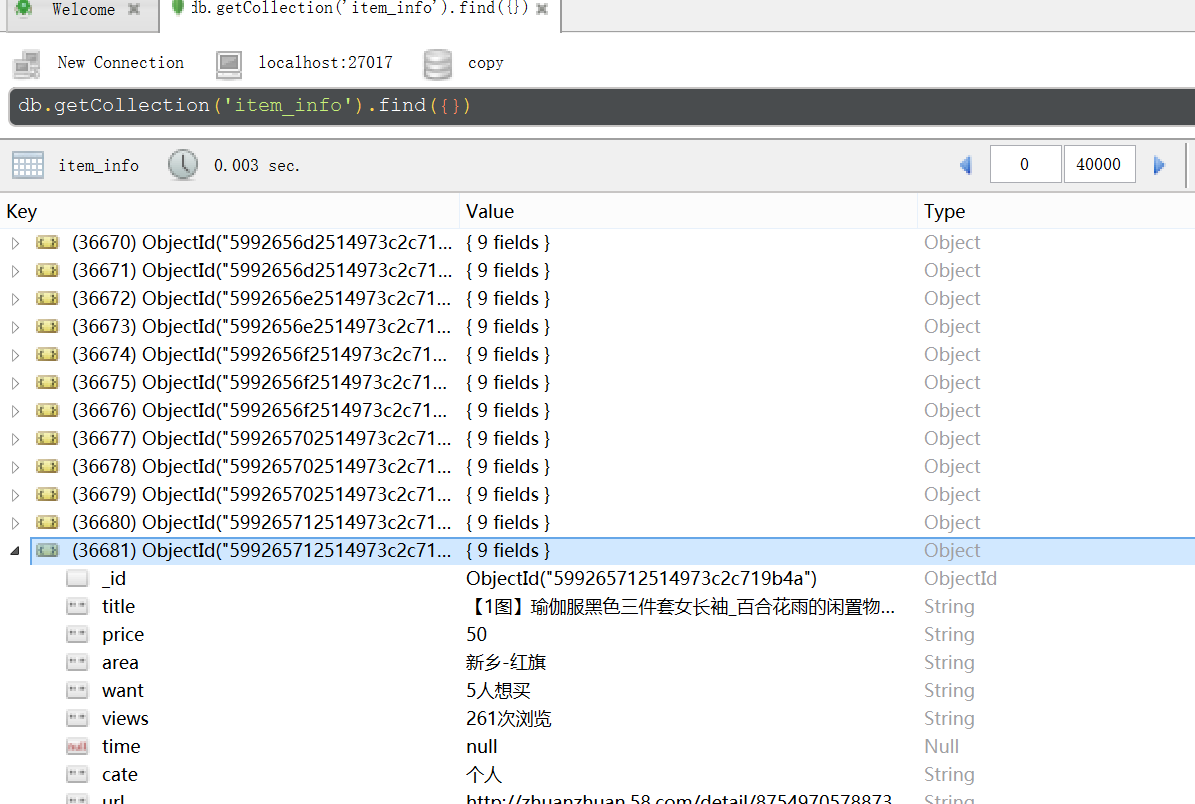 Welcome db.getCollection('item_info').find({})
New Connection localhost:27017 copy
db.getCollection('item_info').find({})
item_info 0.003 sec. 0 40000
Key Value Type
(36670) ObjectId("5992656d2514973c2c71... { 9 fields } Object
(36671) ObjectId("5992656d2514973c2c71... { 9 fields } Object
(36672) ObjectId("5992656e2514973c2c71... { 9 fields } Object
(36673) ObjectId("5992656e2514973c2c71... { 9 fields } Object
(36674) ObjectId("5992656f2514973c2c71... { 9 fields } Object
(36675) ObjectId("5992656f2514973c2c71... { 9 fields } Object
(36676) ObjectId("5992656f2514973c2c71... { 9 fields } Object
(36677) ObjectId("599265702514973c2c71... { 9 fields } Object
(36678) ObjectId("599265702514973c2c71... { 9 fields } Object
(36679) ObjectId("599265702514973c2c71... { 9 fields } Object
(36680) ObjectId("599265712514973c2c71... { 9 fields } Object
(36681) ObjectId("599265712514973c2c71... { 9 fields } Object
_id ObjectId("599265712514973c2c719b4a") ObjectId
title 【1图】瑜伽服黑色三件套女长袖_百合花雨的闲置物... String
price 50 String
area 新乡-红旗 String
want 5人想买 String
views 261次浏览 String
null time null Null
cate 个人 String
url http://zhuanzhuan.58.com/detail/8754970578873 String